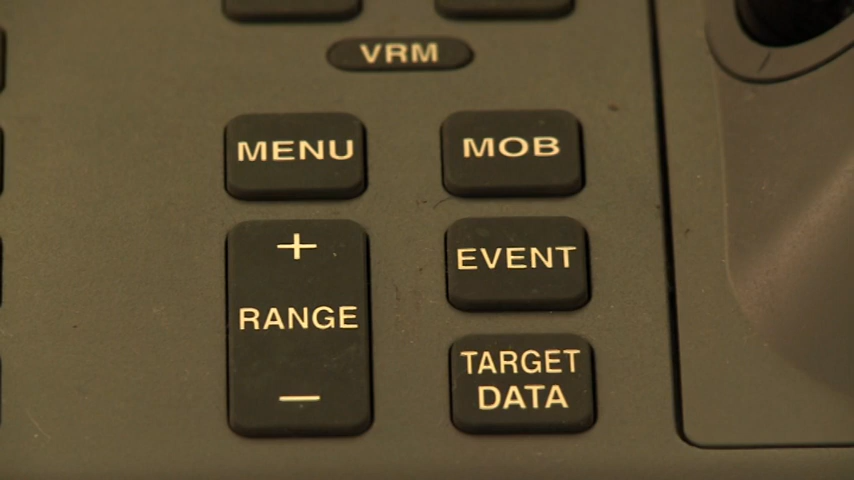 VRM
MENU
MOB
+
RANGE
−
EVENT
TARGET
DATA